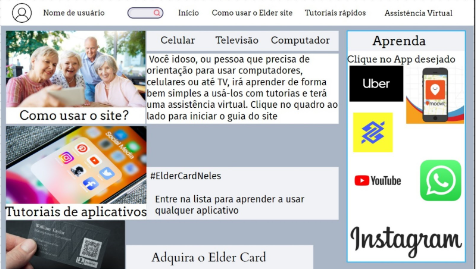 Nome de usuário
Início
Como usar o Elder site
Tutoriais rápidos
Assistência Virtual
Celular
Televisão
Computador
Você idoso, ou pessoa que precisa de
orientação para usar computadores,
celulares ou até TV, irá aprender de forma
bem simples a usá-los com tutorias e terá
uma assistência virtual. Clique no quadro ao
lado para iniciar o guia do site
Como usar o site?
Social Media
Tutoriais de aplicativos
#ElderCardNeles
Entre na lista para aprender a usar
qualquer aplicativo
Adquira o Elder Card
Aprenda
Clique no App desejado
Uber
moovit
YouTube
Instagram